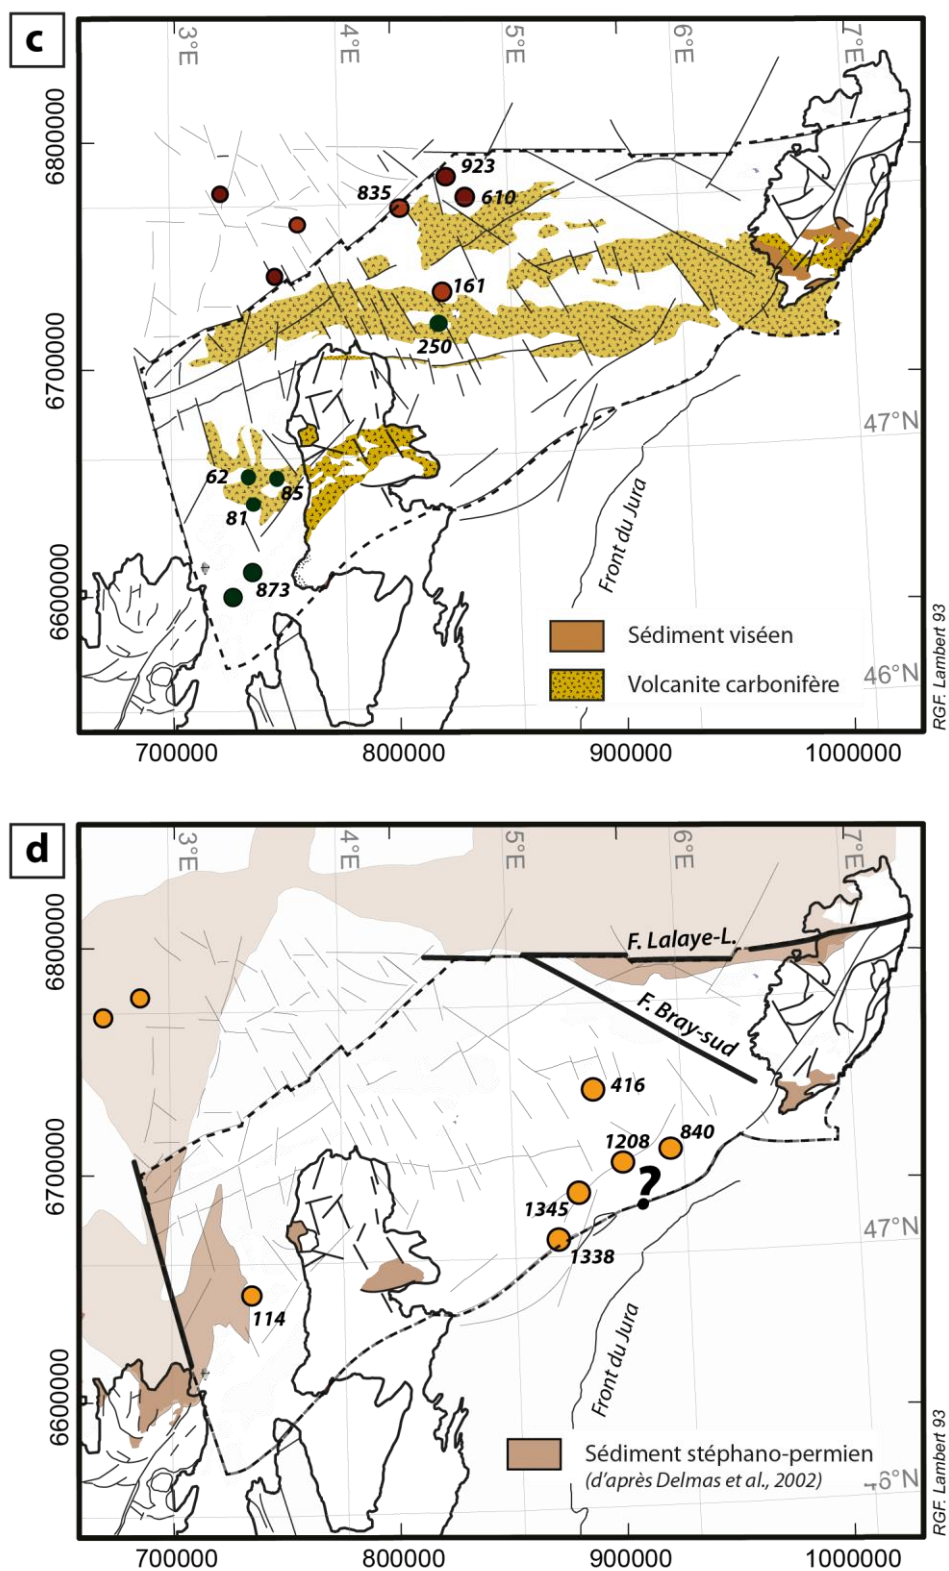 c
3°E
4°E
5°E
6°E
7°E
6800000
923
835
610
161
250
6700000
47°N
62
85
81
Front du Jura
873
6600000
Sédiment viséen
46°N
Volcanite carbonifère
RGF. Lambert 93
700000
800000
900000
1000000
d
3°E
4°E
5°E
6°E
7°E
6800000
F. Lalaye-L.
F. Bray-sud
416
1208
840
6700000
?
1345
47°N
1338
114
Front du Jura
6600000
Sédiment stéphano-permien
(d'après Delmas et al., 2002)
46°N
RGF. Lambert 93
700000
800000
900000
1000000